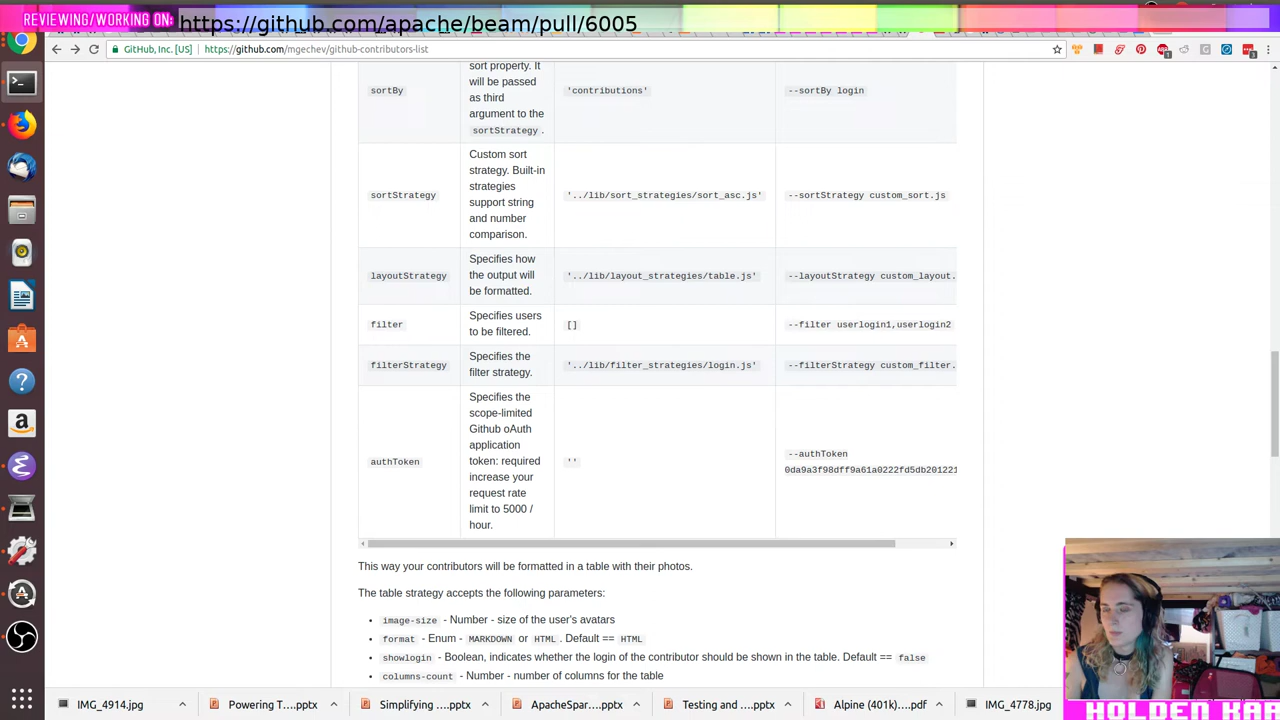 REVIEWING/WORKING ON: https://github.com/apache/beam/pull/6005
GitHub, Inc. [US] https://github.com/mgechev/github-contributors-list
sort property. It
will be passed
as third
argument to the
sortStrategy.
sortBy
'contributions'
--sortBy login
sortStrategy
Custom sort
strategy. Built-in
strategies
support string
and number
comparison.
'../lib/sort_strategies/sort_asc.js'
--sortStrategy custom_sort.js
layoutStrategy
Specifies how
the output will
be formatted.
'../lib/layout_strategies/table.js'
--layoutStrategy custom_layout.
filter
Specifies users
to be filtered.
[]
--filter userlogin1,userlogin2
filterStrategy
Specifies the
filter strategy.
'../lib/filter_strategies/login.js'
--filterStrategy custom_filter.
authToken
Specifies the
scope-limited
Github oAuth
application
token: required
increase your
request rate
limit to 5000 /
hour.
''
--authToken
0da9a3f98dff9a61a0222fd5db201221
This way your contributors will be formatted in a table with their photos.
The table strategy accepts the following parameters:
• image-size - Number - size of the user's avatars
• format - Enum - MARKDOWN or HTML. Default == HTML
• showlogin - Boolean, indicates whether the login of the contributor should be shown in the table. Default == false
• columns-count - Number - number of columns for the table
IMG_4914.jpg
Powering T....pptx
Simplifying ....pptx
ApacheSpar....pptx
Testing and ....pptx
Alpine (401k)....pdf
IMG_4778.jpg
HOLDEN KAR